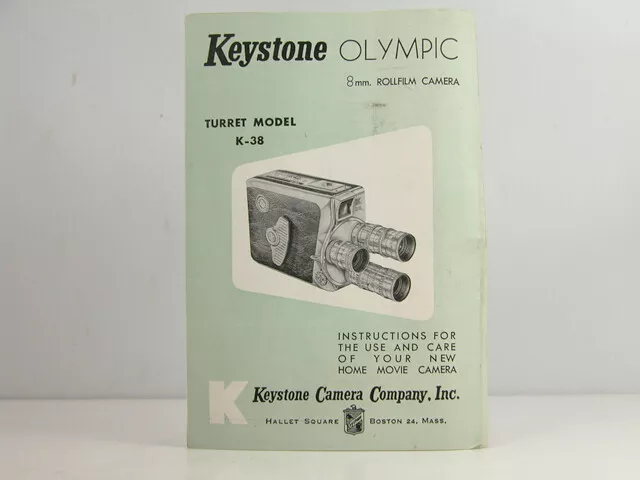 Keystone OLYMPIC
8mm. ROLLFILM CAMERA
TURRET MODEL
K-38
INSTRUCTIONS FOR
THE USE AND CARE
OF YOUR NEW
HOME MOVIE CAMERA
K Keystone Camera Company, Inc.
HALLET SQUARE BOSTON 24, MASS.